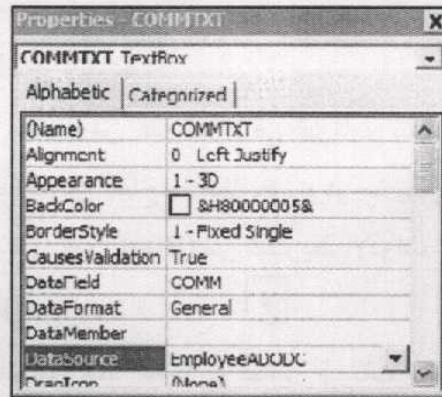 Properties - COMMTXT X
COMMTXT TextBox
Alphabetic Categorized
(Name) COMMTXT
Alignment 0 Left Justify
Appearance 1 - 3D
BackColor &H80000005&
BorderStyle 1 - Fixed Single
CausesValidation True
DataField COMM
DataFormat General
DataMember
DataSource EmployeeADODC
DragIcon (None)